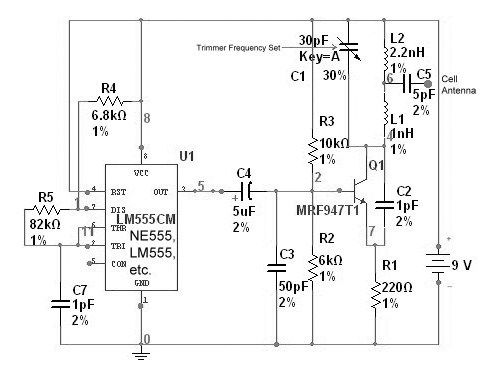 Trimmer Frequency Set
30pF
Key=A
C1
30%
L2
2.2nH
1%
6
C5
5pF
2%
Cell
Antenna
R4
6.8kΩ
1%
8
L1
1nH
1%
4
R3
10kΩ
1%
Q1
U1
VCC
8
4
RST
OUT
3
5
C4
+
5uF
2%
2
MRF947T1
C2
1pF
2%
R5
82kΩ
1%
1
7
DIS
6
THR
11
2
TRI
5
CON
GND
1
LM555CM
NE555,
LM555,
etc.
7
C3
50pF
2%
R2
6kΩ
1%
R1
220Ω
1%
+
9 V
-
C7
1pF
2%
0